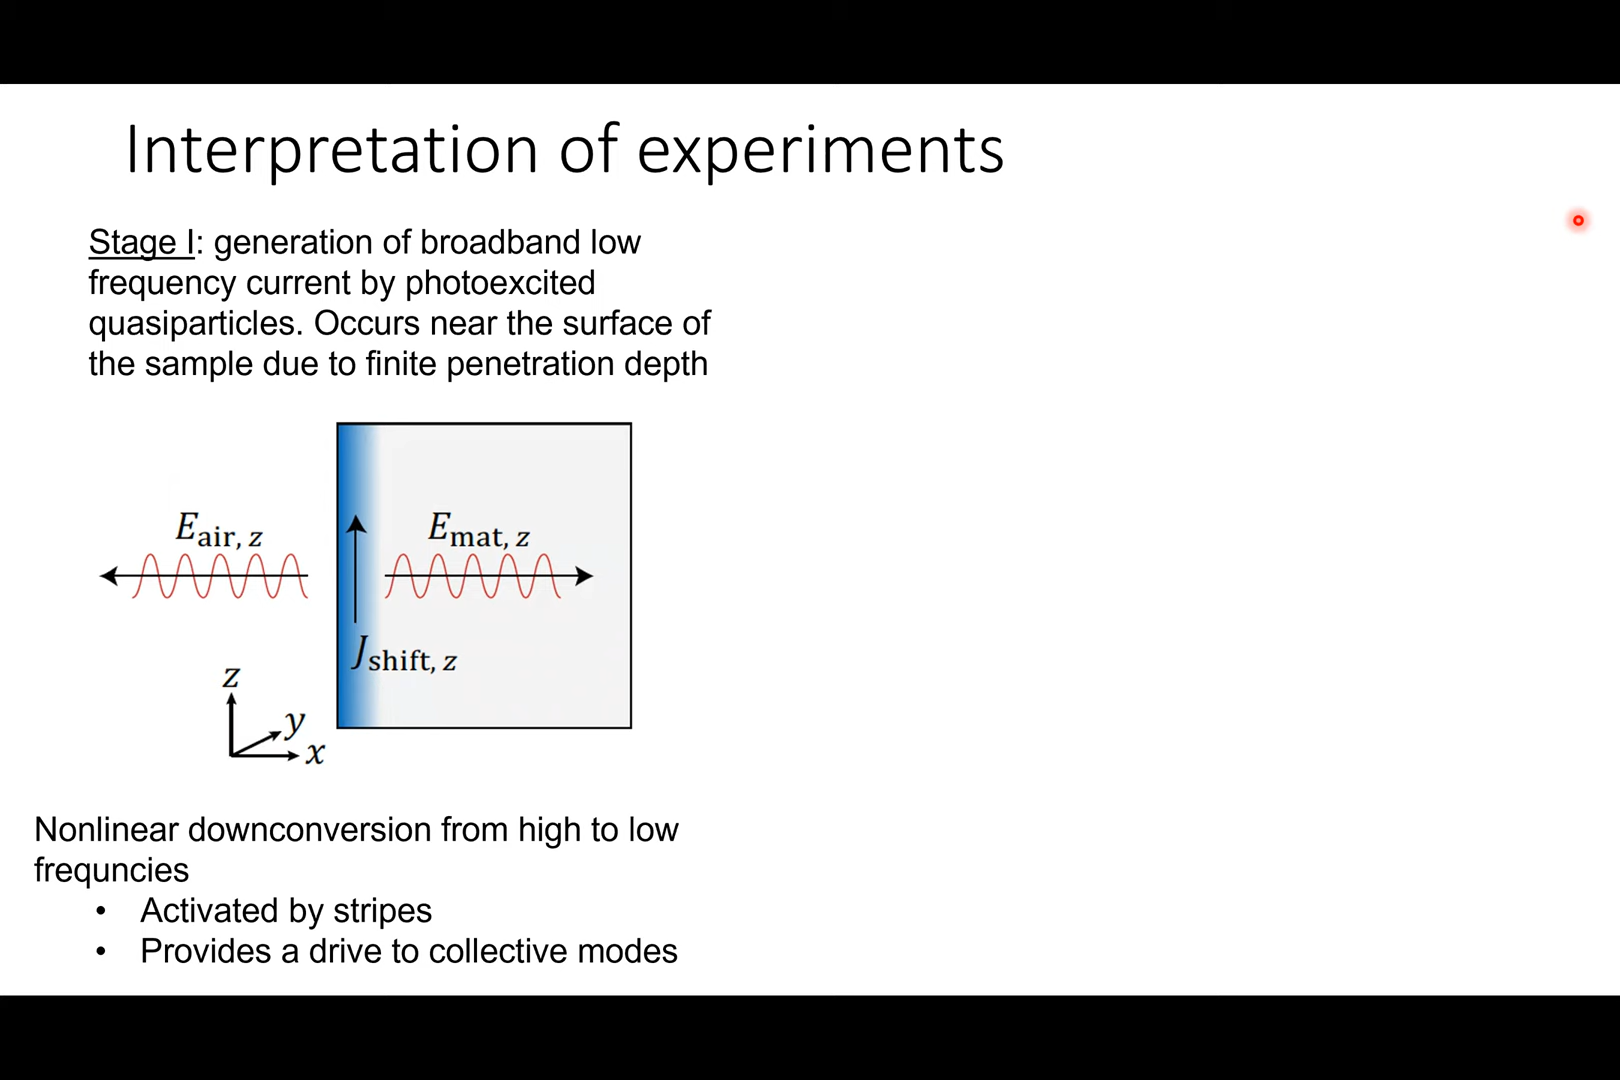 Interpretation of experiments
Stage I: generation of broadband low
frequency current by photoexcited
quasiparticles. Occurs near the surface of
the sample due to finite penetration depth
E_air, z
E_mat, z
J_shift, z
z
y
x
Nonlinear downconversion from high to low
frequncies
• Activated by stripes
• Provides a drive to collective modes